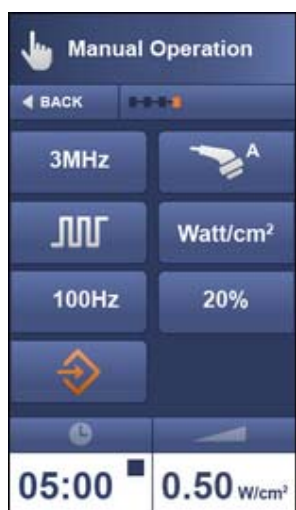 Manual Operation
BACK
3MHz
A
Watt/cm²
100Hz
20%
05:00
0.50 W/cm²